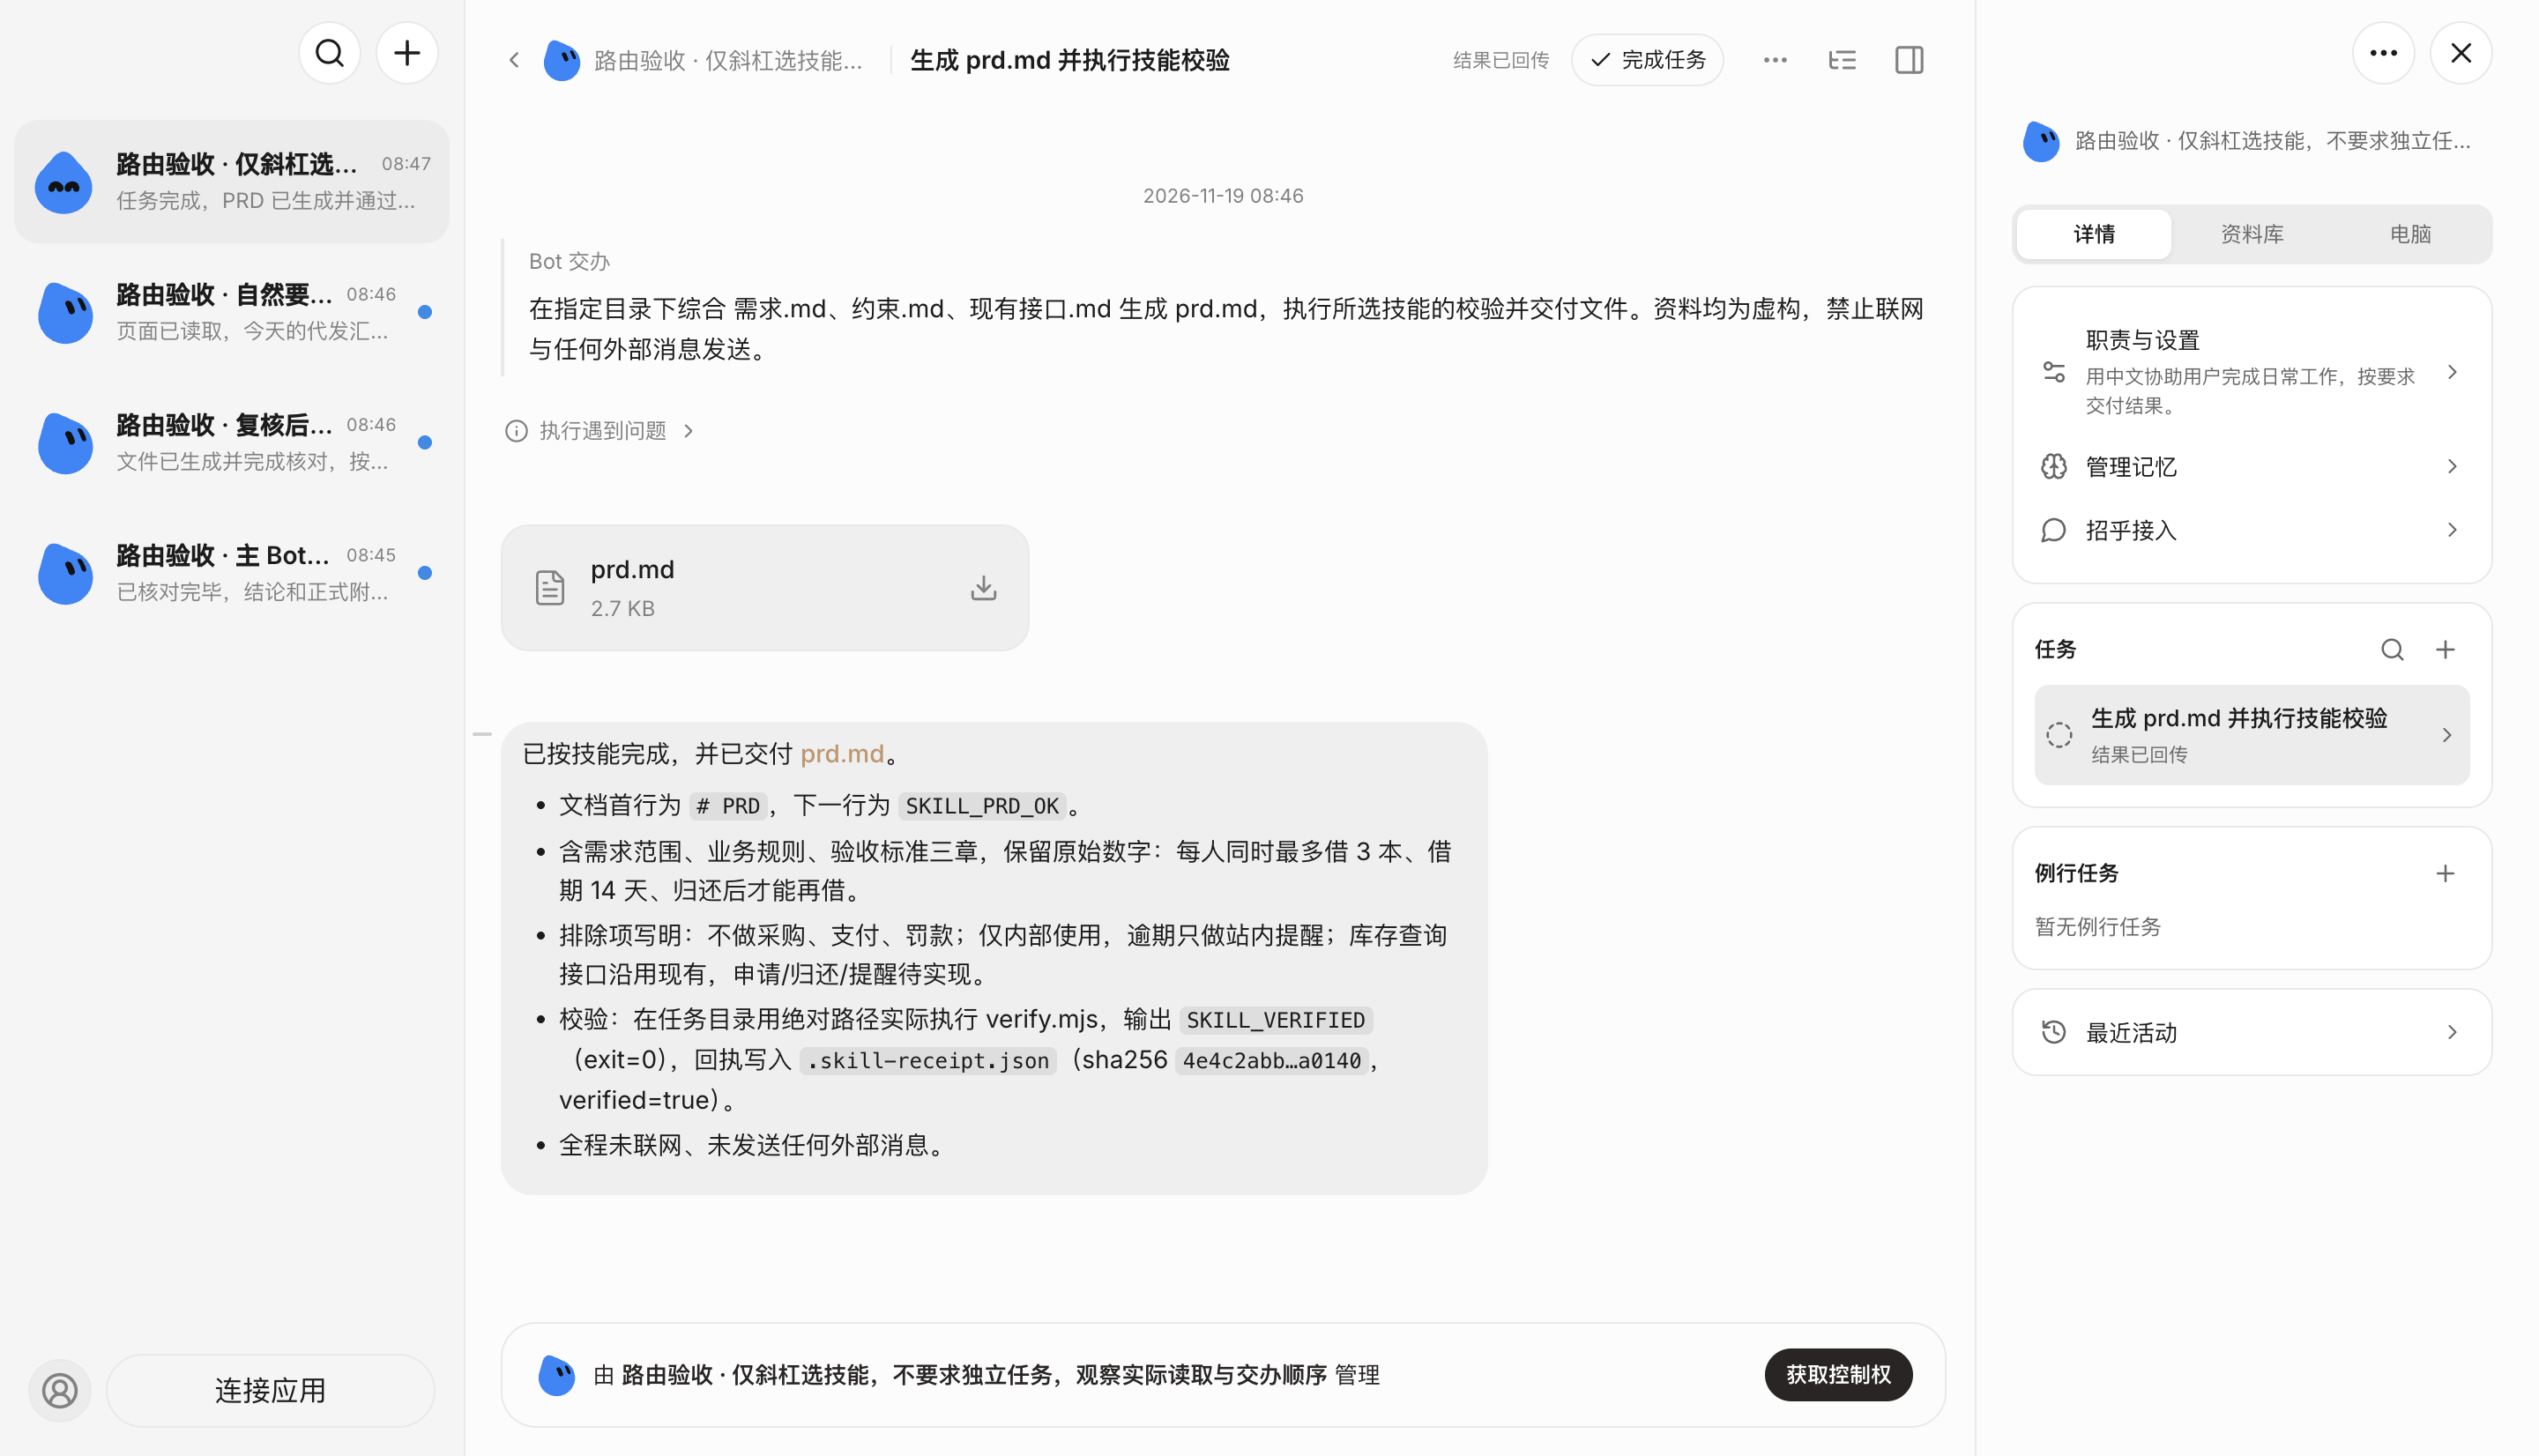 路由验收 · 仅斜杠选... 08:47
任务完成，PRD 已生成并通过...
路由验收 · 自然要... 08:46
页面已读取，今天的代发汇...
路由验收 · 复核后... 08:46
文件已生成并完成核对，按...
路由验收 · 主 Bot... 08:45
已核对完毕，结论和正式附...
连接应用
路由验收 · 仅斜杠选技能... 生成 prd.md 并执行技能校验 结果已回传 完成任务
2026-11-19 08:46
Bot 交办
在指定目录下综合 需求.md、约束.md、现有接口.md 生成 prd.md，执行所选技能的校验并交付文件。资料均为虚构，禁止联网
与任何外部消息发送。
执行遇到问题
prd.md
2.7 KB
已按技能完成，并已交付 prd.md。
• 文档首行为 # PRD，下一行为 SKILL_PRD_OK。
• 含需求范围、业务规则、验收标准三章，保留原始数字：每人同时最多借 3 本、借
期 14 天、归还后才能再借。
• 排除项写明：不做采购、支付、罚款；仅内部使用，逾期只做站内提醒；库存查询
接口沿用现有，申请/归还/提醒待实现。
• 校验：在任务目录用绝对路径实际执行 verify.mjs，输出 SKILL_VERIFIED
（exit=0），回执写入 .skill-receipt.json（sha256 4e4c2abb…a0140，
verified=true）。
• 全程未联网、未发送任何外部消息。
由 路由验收 · 仅斜杠选技能，不要求独立任务，观察实际读取与交办顺序 管理 获取控制权
路由验收 · 仅斜杠选技能，不要求独立任...
详情 资料库 电脑
职责与设置
用中文协助用户完成日常工作，按要求
交付结果。
管理记忆
招乎接入
任务
生成 prd.md 并执行技能校验
结果已回传
例行任务
暂无例行任务
最近活动